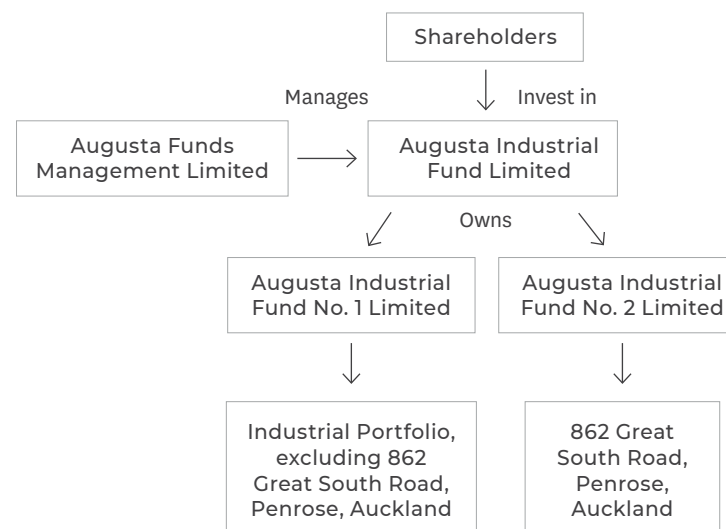 Shareholders
Manages
Invest in
Augusta Funds
Management Limited
Augusta Industrial
Fund Limited
Owns
Augusta Industrial
Fund No. 1 Limited
Augusta Industrial
Fund No. 2 Limited
Industrial Portfolio,
excluding 862
Great South Road,
Penrose, Auckland
862 Great
South Road,
Penrose,
Auckland